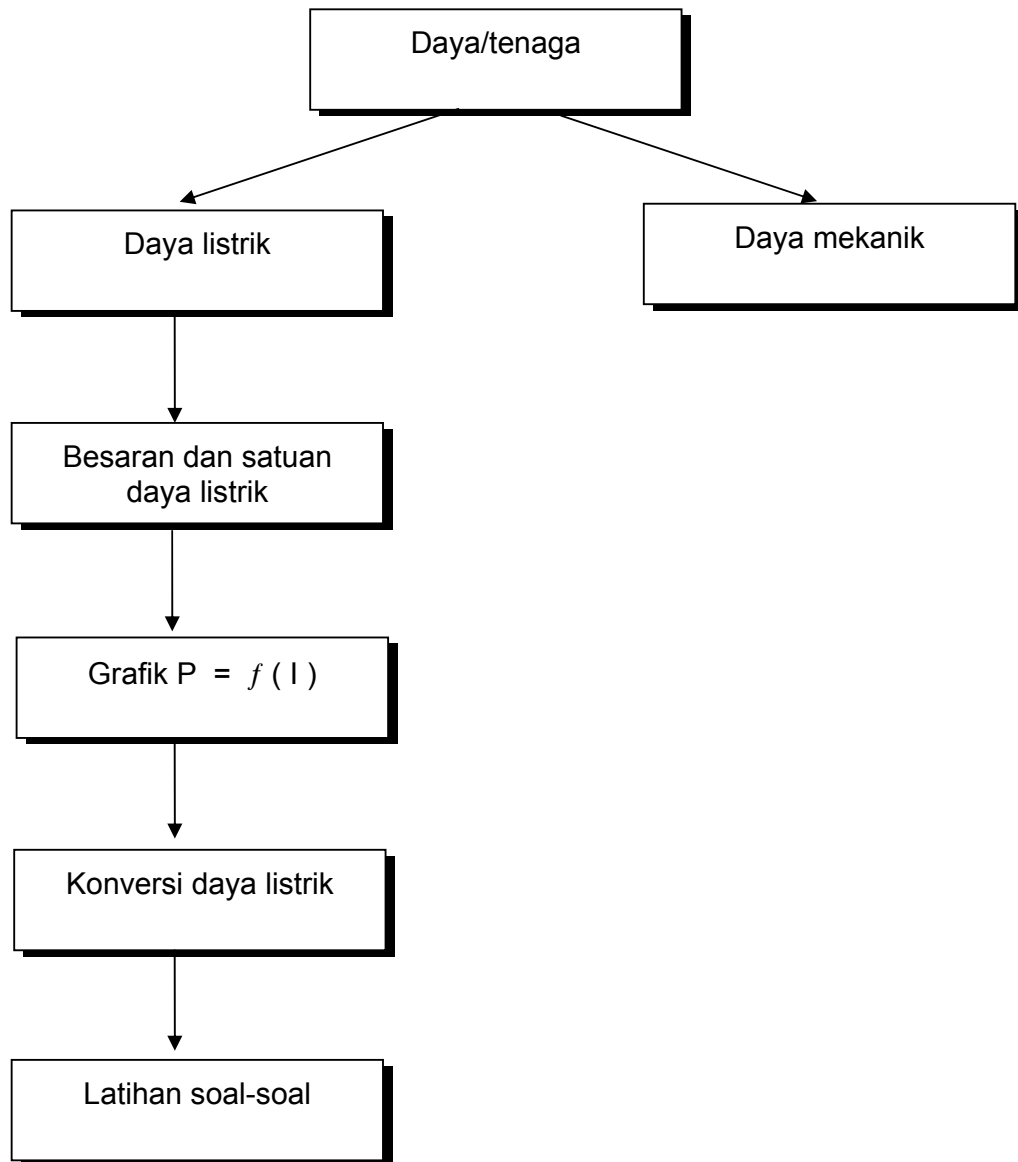 Daya/tenaga
Daya listrik
Daya mekanik
Besaran dan satuan
daya listrik
Grafik P = ƒ ( I )
Konversi daya listrik
Latihan soal-soal